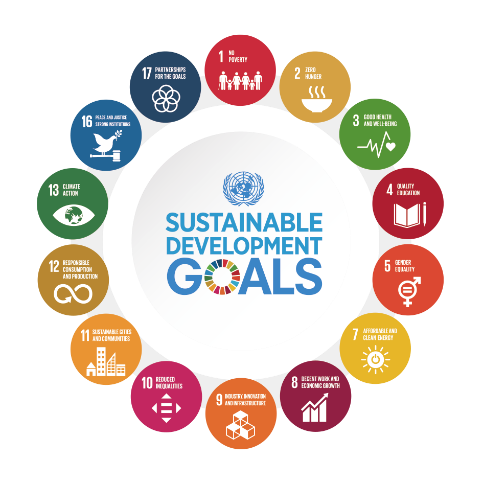 SUSTAINABLE
DEVELOPMENT
GOALS
1 NO
POVERTY
2 ZERO
HUNGER
3 GOOD HEALTH
AND WELL-BEING
4 QUALITY
EDUCATION
5 GENDER
EQUALITY
7 AFFORDABLE AND
CLEAN ENERGY
8 DECENT WORK AND
ECONOMIC GROWTH
9 INDUSTRY, INNOVATION
AND INFRASTRUCTURE
10 REDUCED
INEQUALITIES
11 SUSTAINABLE CITIES
AND COMMUNITIES
12 RESPONSIBLE
CONSUMPTION
AND PRODUCTION
13 CLIMATE
ACTION
16 PEACE AND JUSTICE
STRONG INSTITUTIONS
17 PARTNERSHIPS
FOR THE GOALS